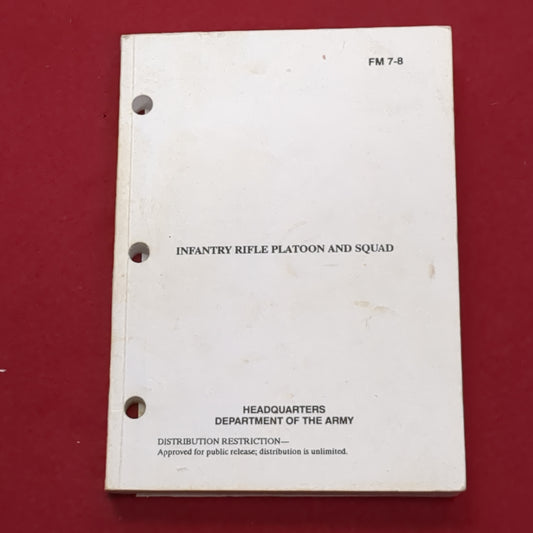 FM 7-8
INFANTRY RIFLE PLATOON AND SQUAD
HEADQUARTERS
DEPARTMENT OF THE ARMY
DISTRIBUTION RESTRICTION—
Approved for public release; distribution is unlimited.